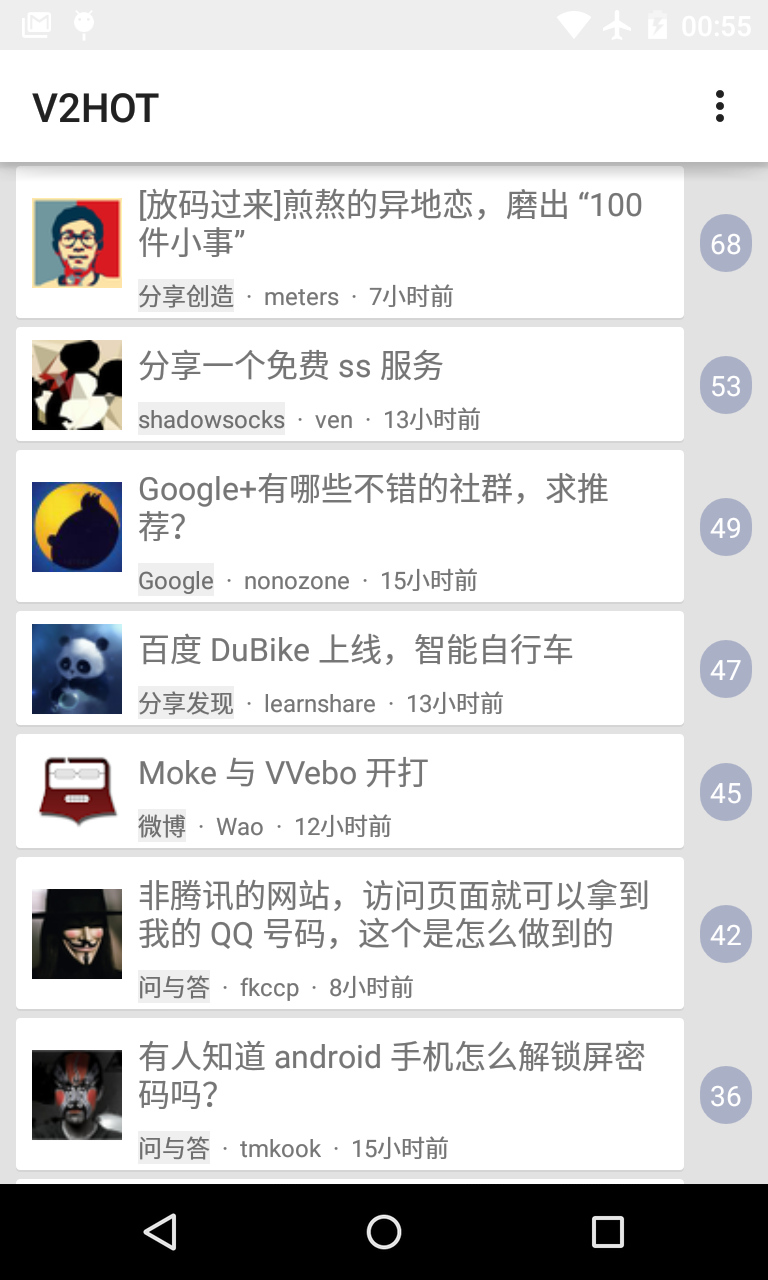 00:55
V2HOT
[放码过来]煎熬的异地恋，磨出 “100
件小事”
68
分享创造 · meters · 7小时前
分享一个免费 ss 服务
53
shadowsocks · ven · 13小时前
Google+有哪些不错的社群，求推
荐？
49
Google · nonozone · 15小时前
百度 DuBike 上线，智能自行车
47
分享发现 · learnshare · 13小时前
Moke 与 VVebo 开打
45
微博 · Wao · 12小时前
非腾讯的网站，访问页面就可以拿到
我的 QQ 号码，这个是怎么做到的
42
问与答 · fkccp · 8小时前
有人知道 android 手机怎么解锁屏密
码吗？
36
问与答 · tmkook · 15小时前